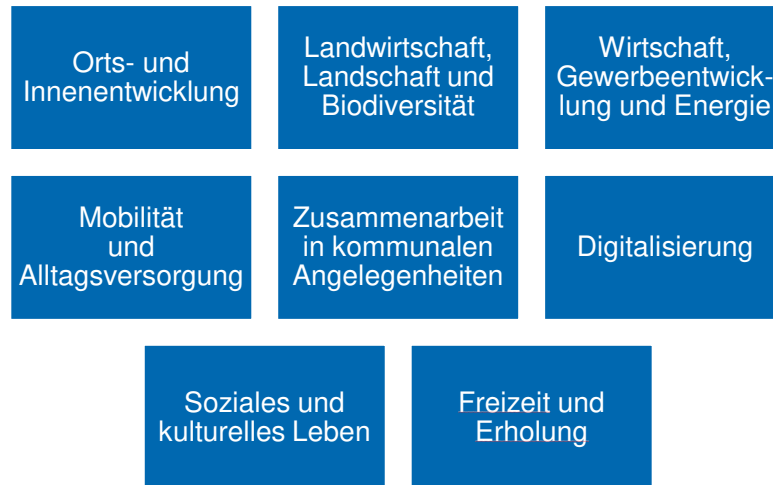 Orts- und
Innenentwicklung
Landwirtschaft,
Landschaft und
Biodiversität
Wirtschaft,
Gewerbeentwick-
lung und Energie
Mobilität
und
Alltagsversorgung
Zusammenarbeit
in kommunalen
Angelegenheiten
Digitalisierung
Soziales und
kulturelles Leben
Freizeit und
Erholung